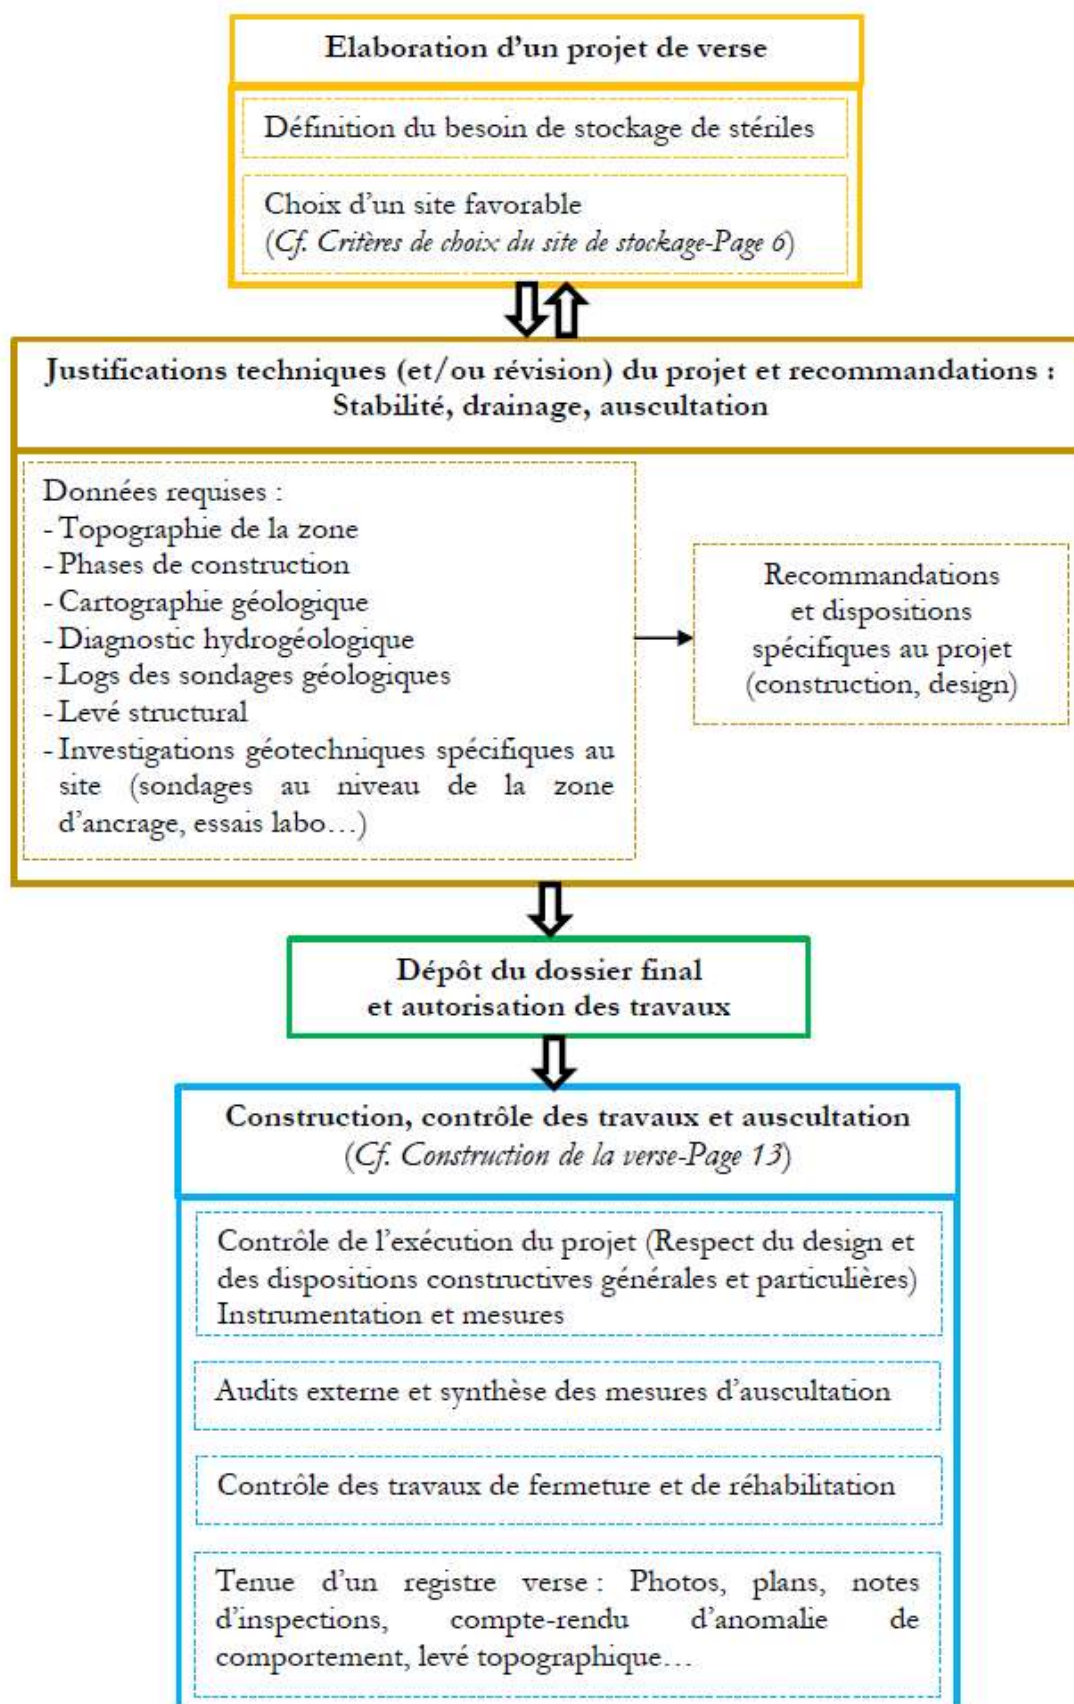 Elaboration d’un projet de verse
Définition du besoin de stockage de stériles
Choix d’un site favorable
(Cf. Critères de choix du site de stockage-Page 6)
Justifications techniques (et/ou révision) du projet et recommandations :
Stabilité, drainage, auscultation
Données requises :
- Topographie de la zone
- Phases de construction
- Cartographie géologique
- Diagnostic hydrogéologique
- Logs des sondages géologiques
- Levé structural
- Investigations géotechniques spécifiques au
site (sondages au niveau de la zone
d’ancrage, essais labo…)
Recommandations
et dispositions
spécifiques au projet
(construction, design)
Dépôt du dossier final
et autorisation des travaux
Construction, contrôle des travaux et auscultation
(Cf. Construction de la verse-Page 13)
Contrôle de l’exécution du projet (Respect du design et
des dispositions constructives générales et particulières)
Instrumentation et mesures
Audits externe et synthèse des mesures d’auscultation
Contrôle des travaux de fermeture et de réhabilitation
Tenue d’un registre verse : Photos, plans, notes
d’inspections, compte-rendu d’anomalie de
comportement, levé topographique…